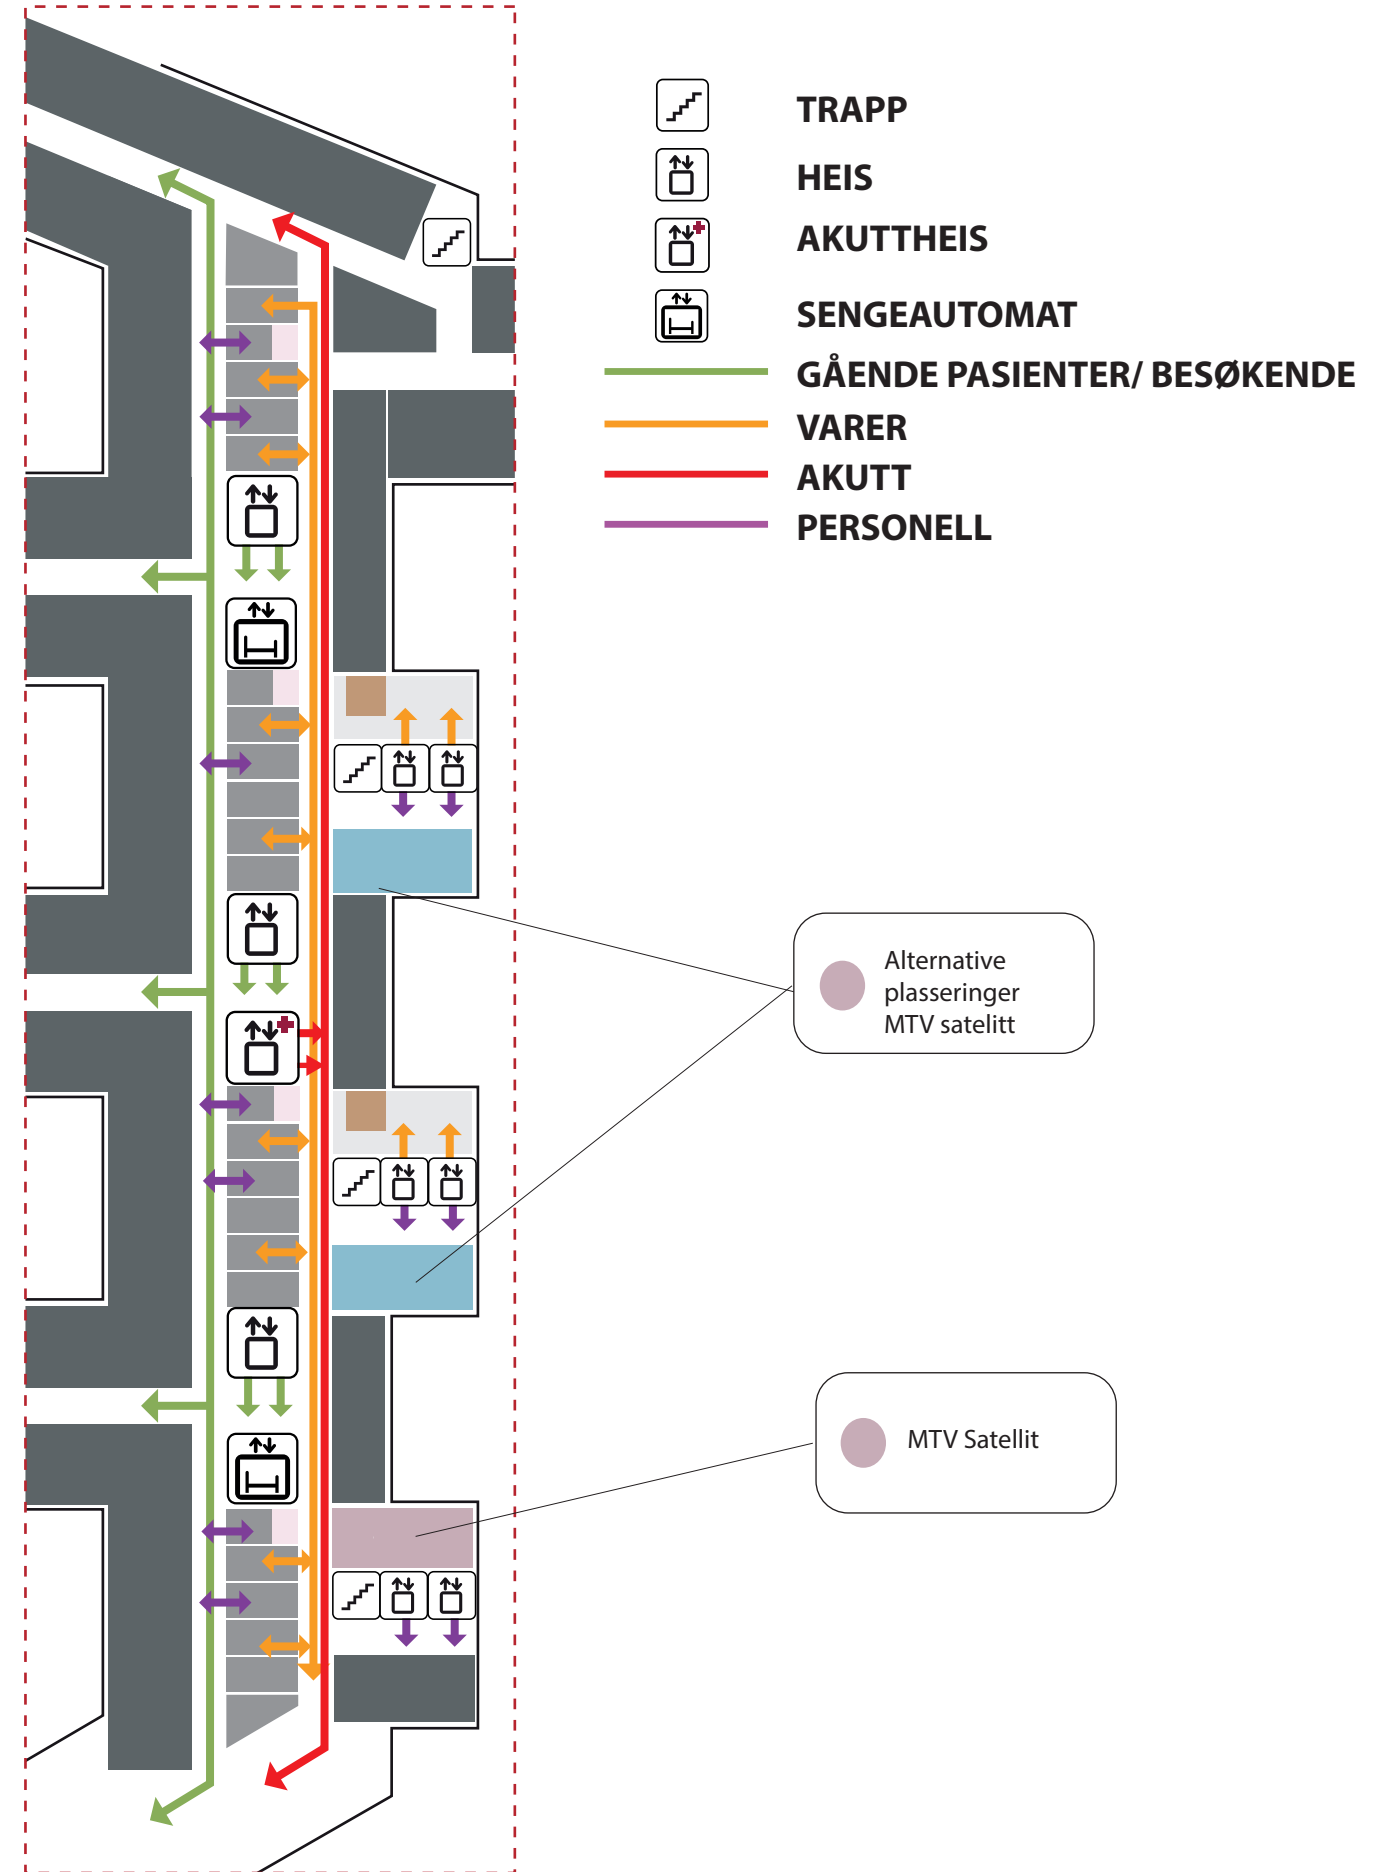 TRAPP
HEIS
AKUTTHEIS
SENGEAUTOMAT
GÅENDE PASIENTER/ BESØKENDE
VARER
AKUTT
PERSONELL
Alternative
plasseringer
MTV satelitt
MTV Satellit